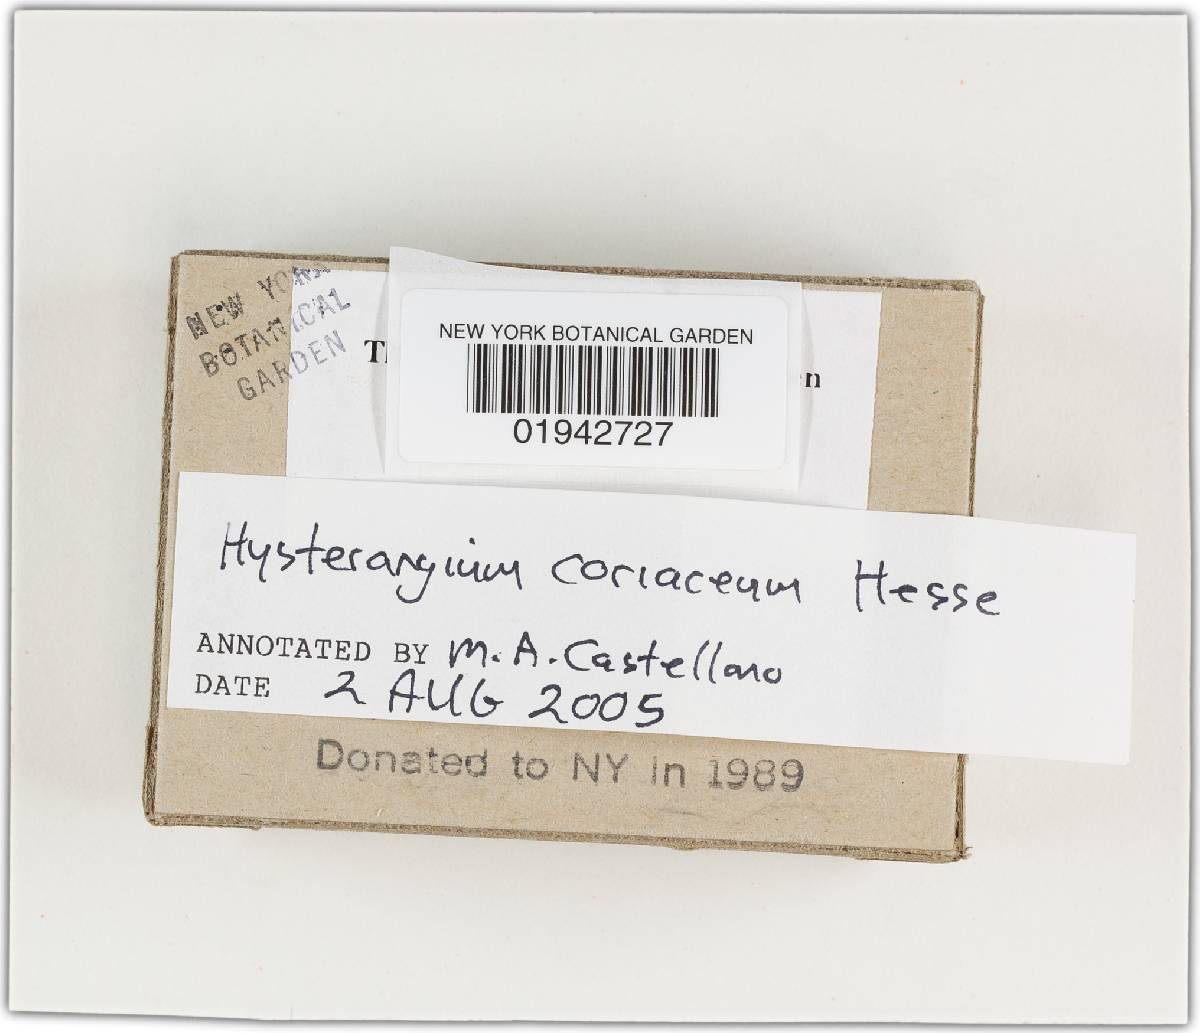 NEW YORK
BOTANICAL
GARDEN
NEW YORK BOTANICAL GARDEN
01942727
Hysterangium coriaceum Hesse
ANNOTATED BY M. A. Castellano
DATE 2 AUG 2005
Donated to NY in 1989